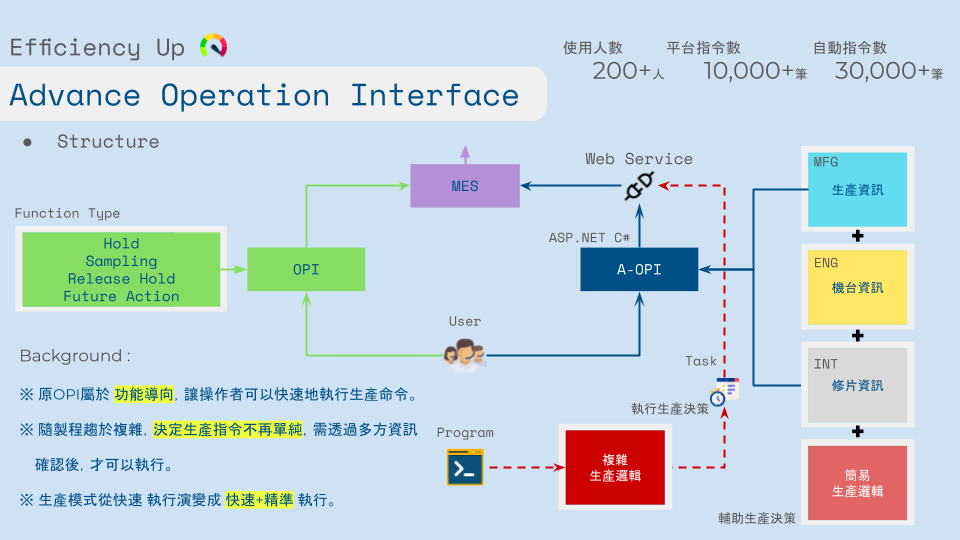 Efficiency Up
使用人數
200+人
平台指令數
10,000+筆
自動指令數
30,000+筆
Advance Operation Interface
● Structure
Web Service
MES
MFG
生產資訊
Function Type
Hold
Sampling
Release Hold
Future Action
OPI
ASP.NET C#
A-OPI
ENG
機台資訊
User
Background :
※ 原OPI屬於 功能導向, 讓操作者可以快速地執行生產命令。
※ 隨製程趨於複雜, 決定生產指令不再單純, 需透過多方資訊
確認後, 才可以執行。
※ 生產模式從快速 執行演變成 快速+精準 執行。
Task
執行生產決策
INT
修片資訊
Program
複雜
生產邏輯
簡易
生產邏輯
輔助生產決策